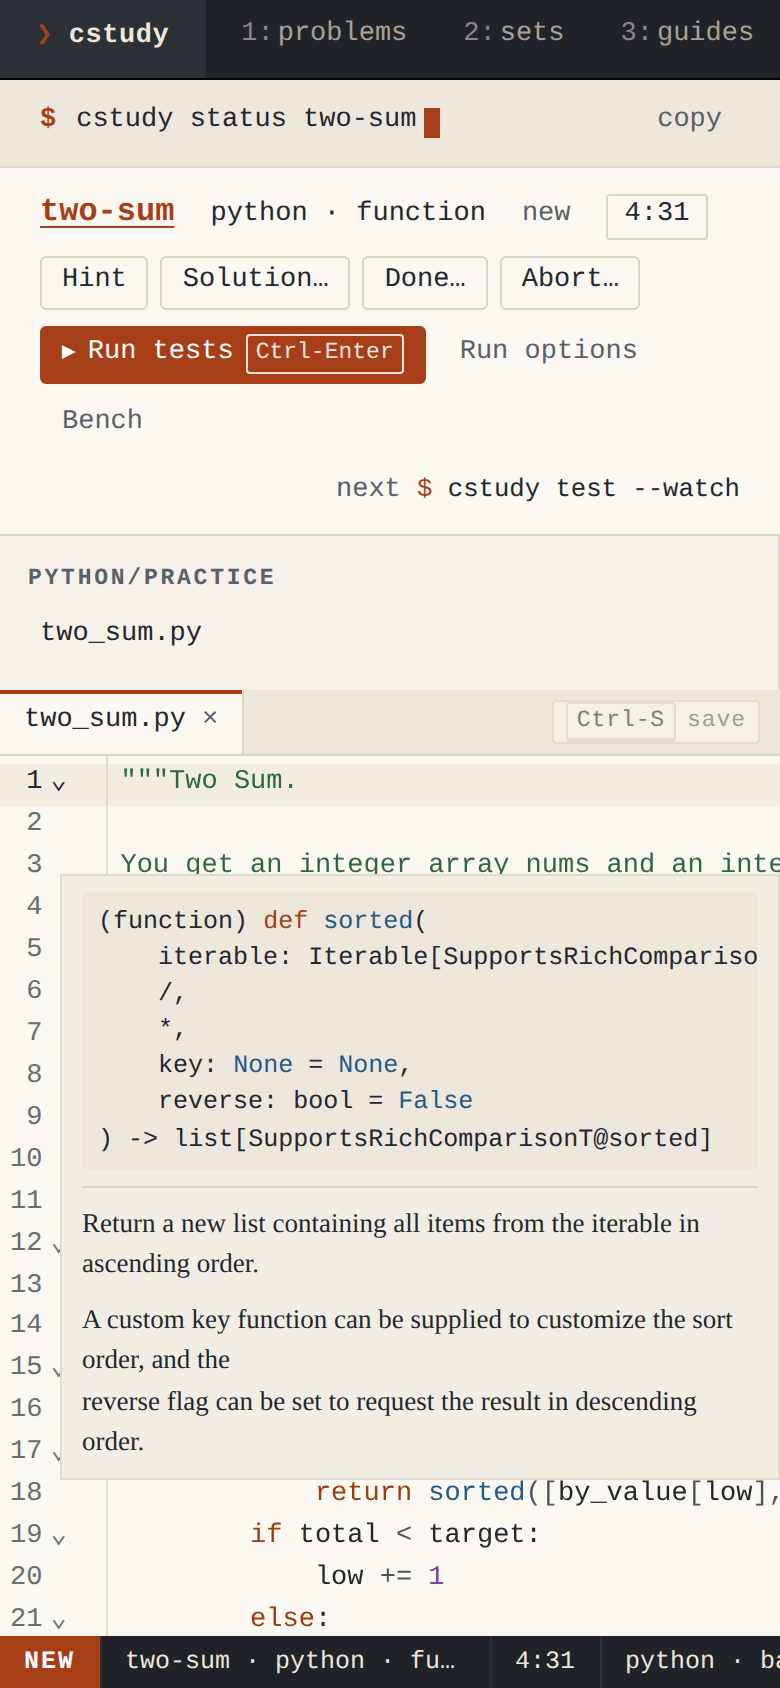 ❯ cstudy 1:problems 2:sets 3:guides
$ cstudy status two-sum copy
two-sum python · function new 4:31
Hint Solution… Done… Abort…
▶ Run tests Ctrl-Enter Run options
Bench
next $ cstudy test --watch
PYTHON/PRACTICE
two_sum.py
two_sum.py × Ctrl-S save
1 """Two Sum.
2
3 You get an integer array nums and an inte
4
(function) def sorted(
5
iterable: Iterable[SupportsRichCompariso
6
/,
7
*,
8
key: None = None,
9
reverse: bool = False
10
) -> list[SupportsRichComparisonT@sorted]
11
Return a new list containing all items from the iterable in
12
ascending order.
13
14
A custom key function can be supplied to customize the sort
15
order, and the
16
reverse flag can be set to request the result in descending
17
order.
18 return sorted([by_value[low],
19 if total < target:
20 low += 1
21 else:
NEW two-sum · python · fu… 4:31 python · ba